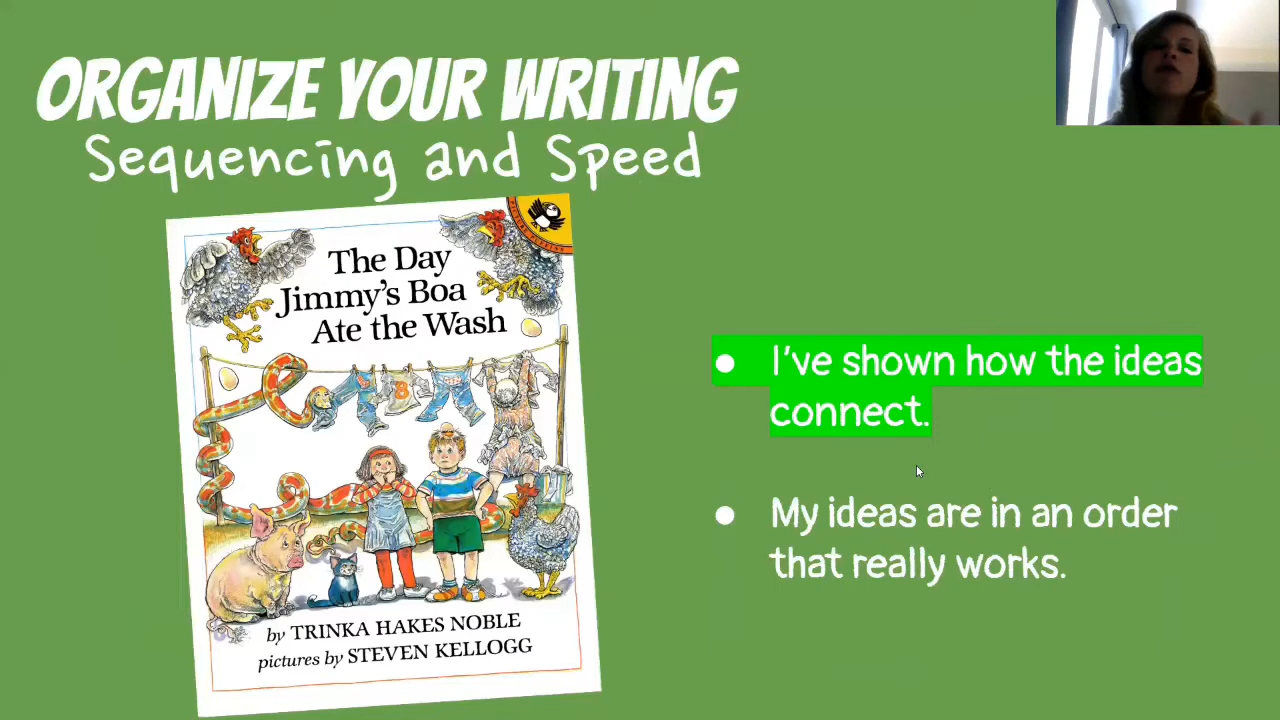 ORGANIZE YOUR WRITING
Sequencing and Speed
The Day
Jimmy's Boa
Ate the Wash
8
by TRINKA HAKES NOBLE
pictures by STEVEN KELLOGG
● I've shown how the ideas
connect.
● My ideas are in an order
that really works.